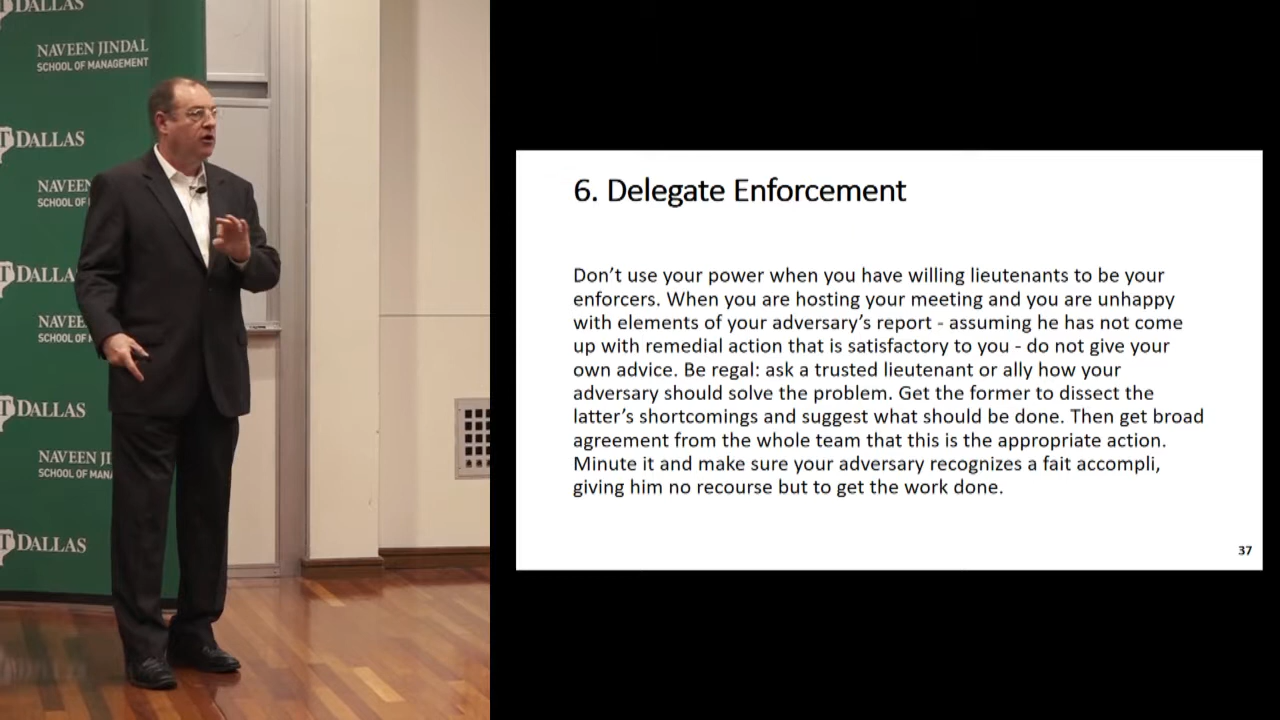 DALLAS
NAVEEN JINDAL
SCHOOL OF MANAGEMENT
DALLAS
NAVEEN
SCHOOL OF
DALLA
NAVE
SCHOOL OF
DALLAS
NAVEEN JI
SCHOOL OF MANA
DALLAS
6. Delegate Enforcement
Don’t use your power when you have willing lieutenants to be your
enforcers. When you are hosting your meeting and you are unhappy
with elements of your adversary’s report - assuming he has not come
up with remedial action that is satisfactory to you - do not give your
own advice. Be regal: ask a trusted lieutenant or ally how your
adversary should solve the problem. Get the former to dissect the
latter’s shortcomings and suggest what should be done. Then get broad
agreement from the whole team that this is the appropriate action.
Minute it and make sure your adversary recognizes a fait accompli,
giving him no recourse but to get the work done.
37